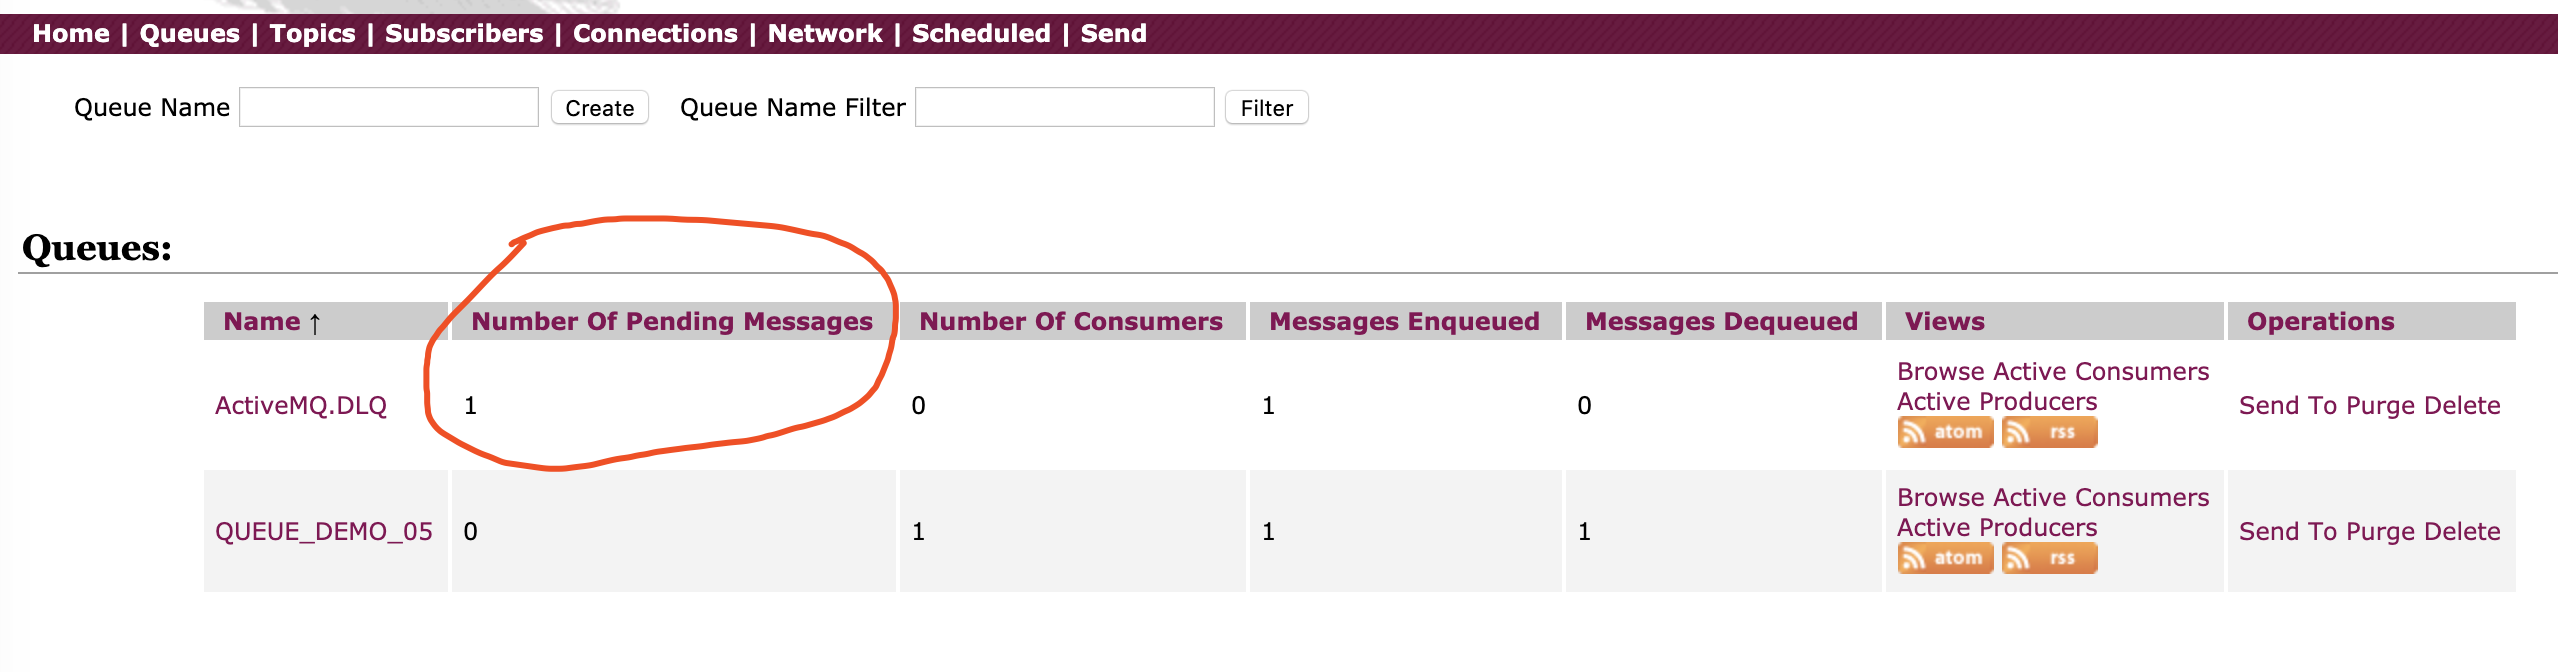 Home | Queues | Topics | Subscribers | Connections | Network | Scheduled | Send
Queue Name Create Queue Name Filter Filter
Queues:
Name ↑ Number Of Pending Messages Number Of Consumers Messages Enqueued Messages Dequeued Views Operations
ActiveMQ.DLQ 1 0 1 0 Browse Active Consumers
Active Producers
atom rss
Send To Purge Delete
QUEUE_DEMO_05 0 1 1 1 Browse Active Consumers
Active Producers
atom rss
Send To Purge Delete